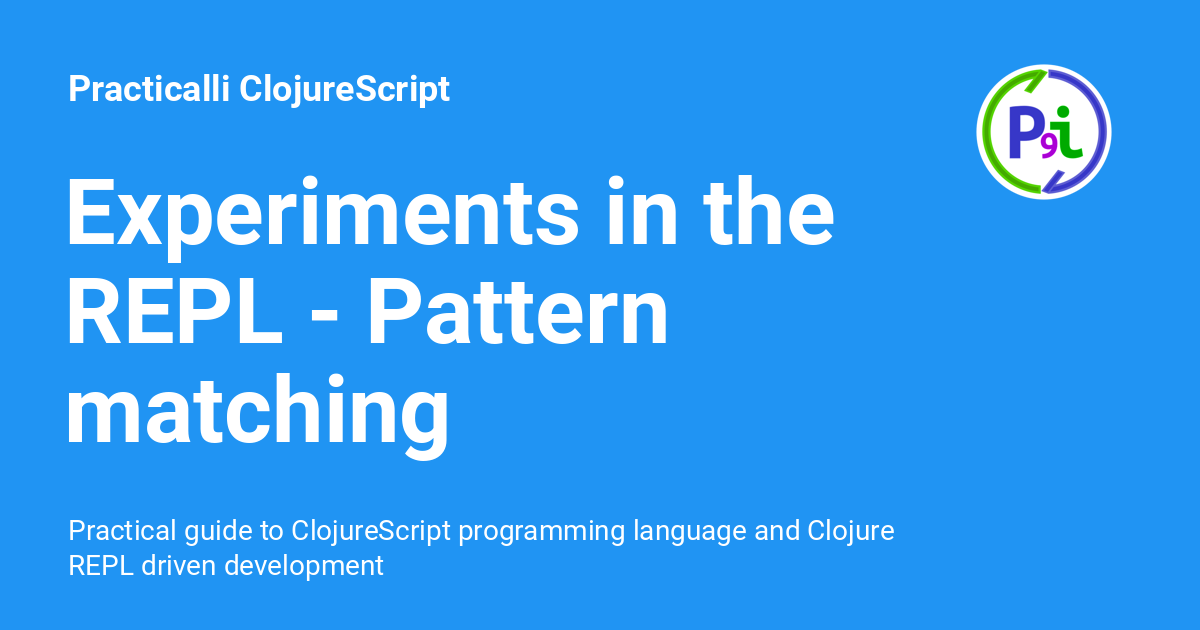 Practicalli ClojureScript
P9i
Experiments in the
REPL - Pattern
matching
Practical guide to ClojureScript programming language and Clojure
REPL driven development